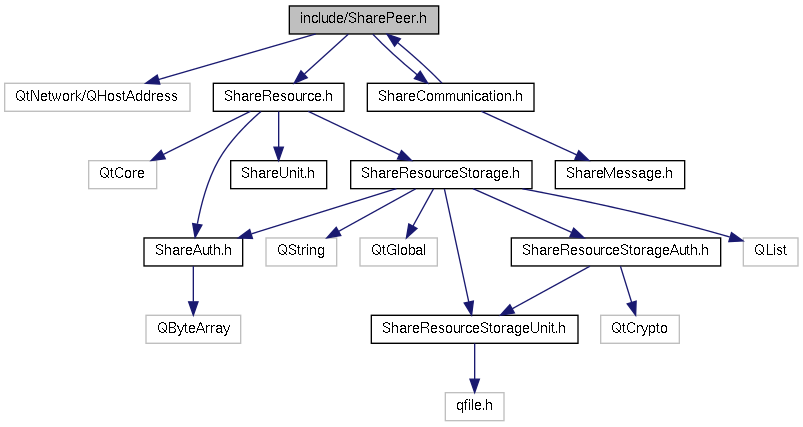 include/SharePeer.h
QtNetwork/QHostAddress
ShareResource.h
ShareCommunication.h
QtCore
ShareUnit.h
ShareResourceStorage.h
ShareMessage.h
ShareAuth.h
QString
QtGlobal
ShareResourceStorageAuth.h
QList
QByteArray
ShareResourceStorageUnit.h
QtCrypto
qfile.h